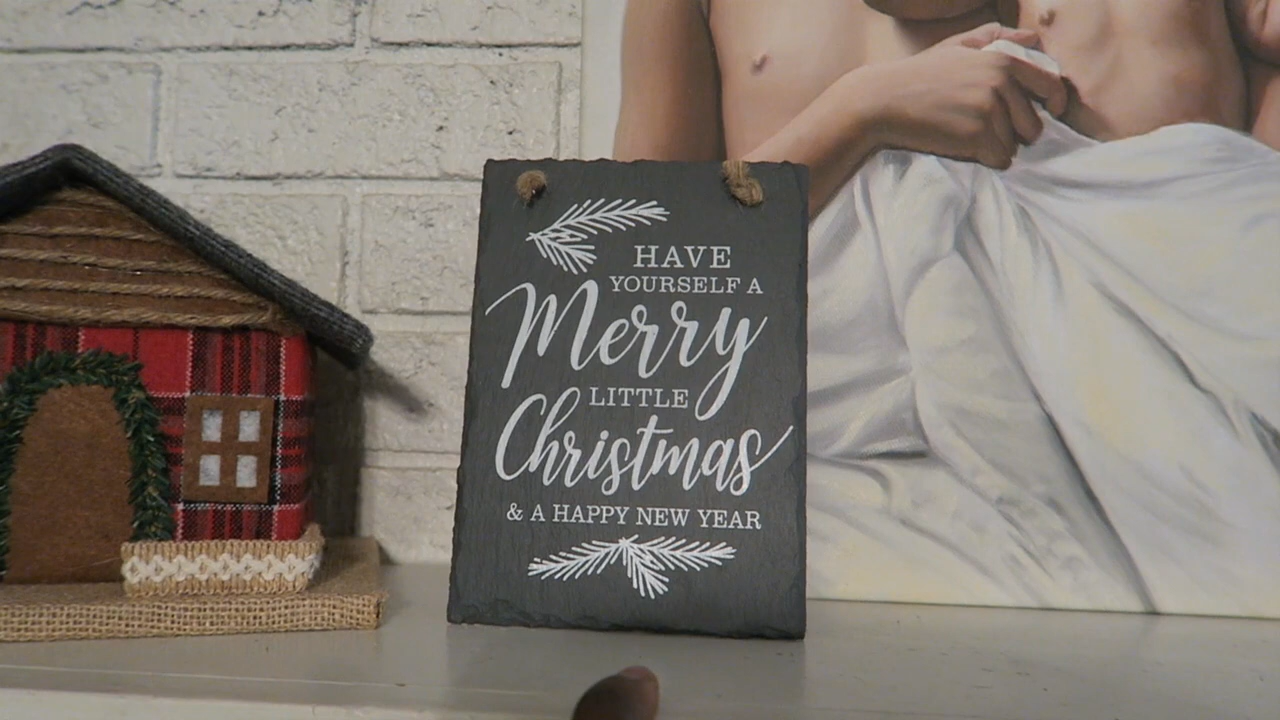 HAVE
YOURSELF A
Merry
LITTLE
Christmas
& A HAPPY NEW YEAR